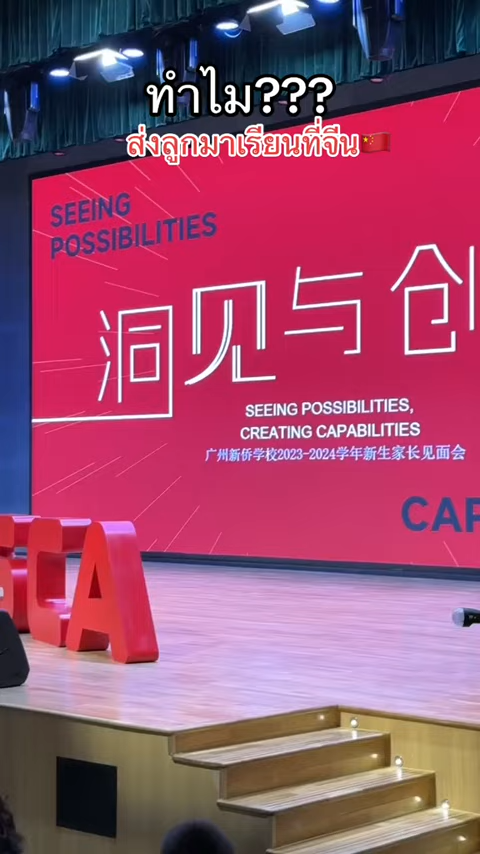 ทำไม???
ส่งลูกมาเรียนที่จีน🇨🇳
SEEING
POSSIBILITIES
洞见与创
SEEING POSSIBILITIES,
CREATING CAPABILITIES
广州新侨学校2023-2024学年新生家长见面会
CAP
CA